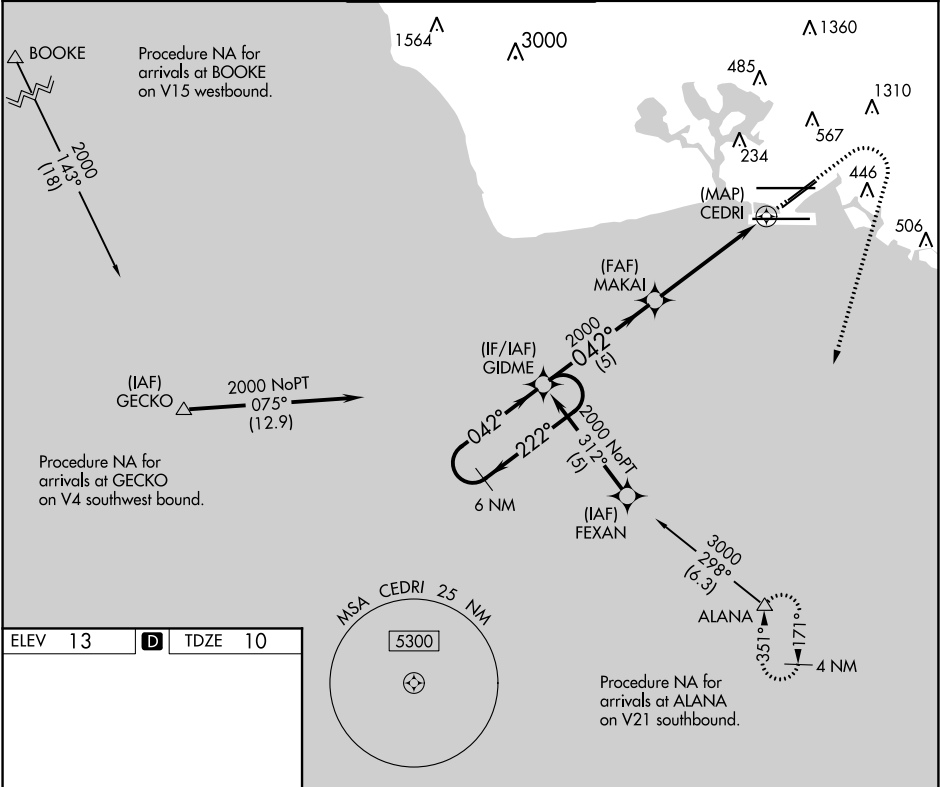 BOOKE
Procedure NA for
arrivals at BOOKE
on V15 westbound.
2000
143°
(18)
1564
3000
1360
485
1310
567
234
446
506
(MAP)
CEDRI
(FAF)
MAKAI
2000
042°
(5)
(IF/IAF)
GIDME
(IAF)
GECKO
2000 NoPT
075°
(12.9)
042°
222°
6 NM
2000 NoPT
312°
(5)
(IAF)
FEXAN
Procedure NA for
arrivals at GECKO
on V4 southwest bound.
3000
298°
(6.3)
ALANA
351°
171°
4 NM
MSA CEDRI 25 NM
5300
Procedure NA for
arrivals at ALANA
on V21 southbound.
ELEV 13 D TDZE 10